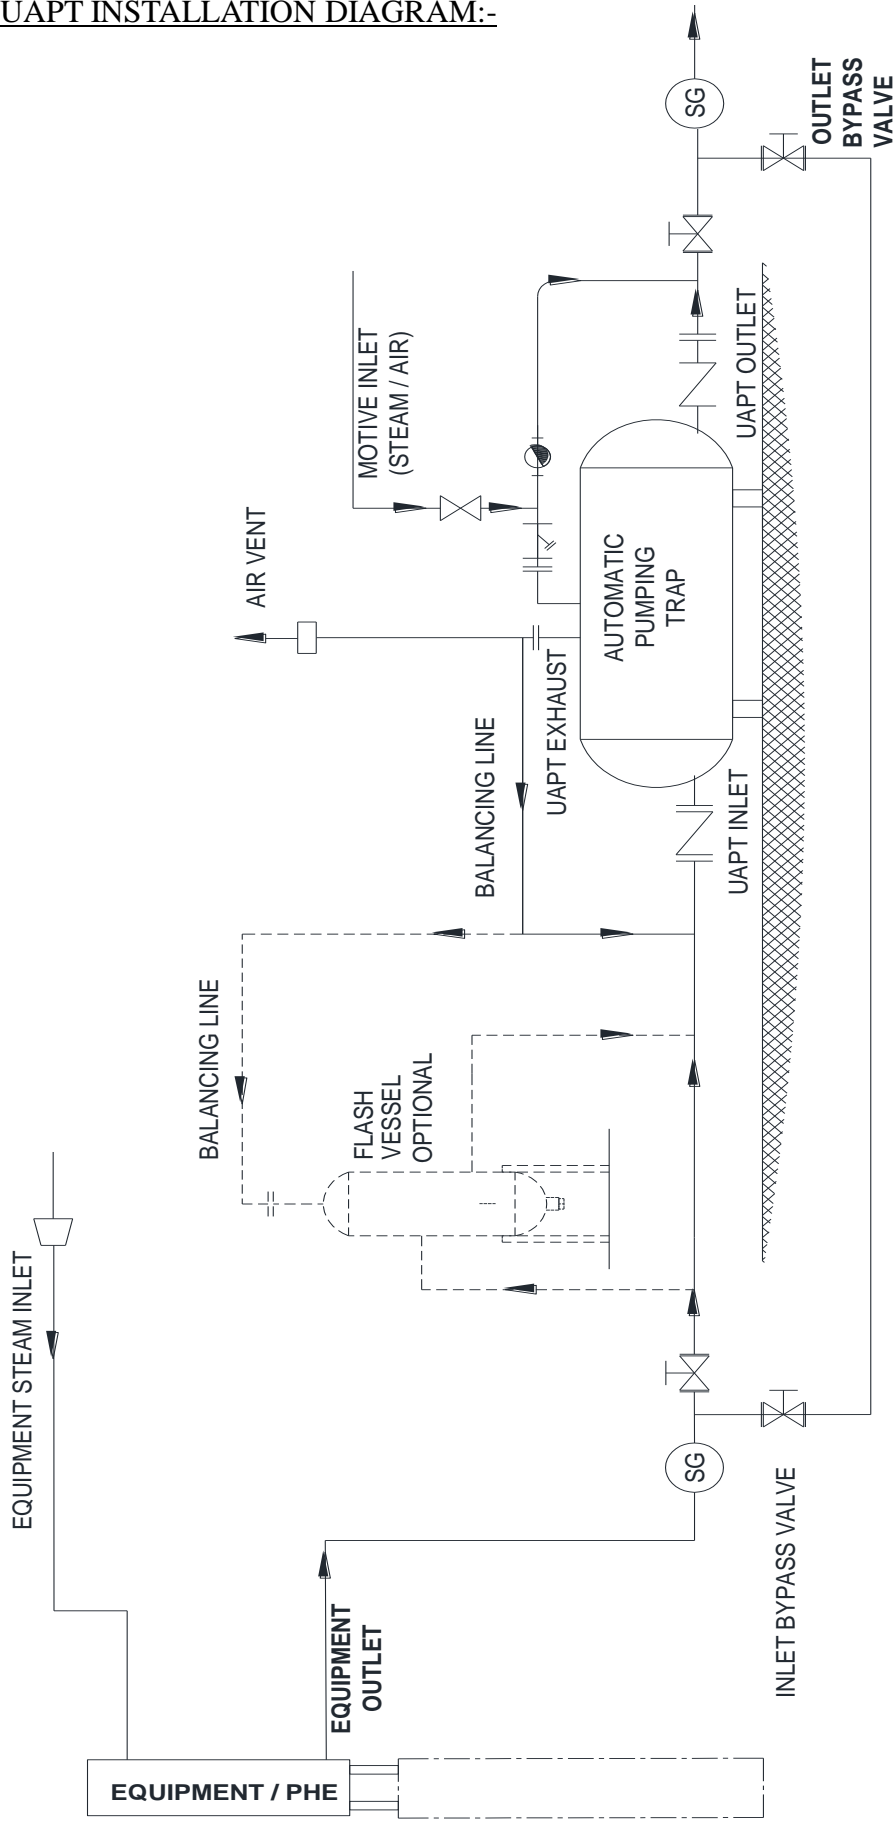 UAPT INSTALLATION DIAGRAM:-
SG
OUTLET
BYPASS
VALVE
MOTIVE INLET
(STEAM / AIR)
UAPT OUTLET
AIR VENT
AUTOMATIC
PUMPING
TRAP
UAPT EXHAUST
BALANCING LINE
UAPT INLET
BALANCING LINE
FLASH
VESSEL
OPTIONAL
EQUIPMENT STEAM INLET
SG
INLET BYPASS VALVE
EQUIPMENT
OUTLET
EQUIPMENT / PHE